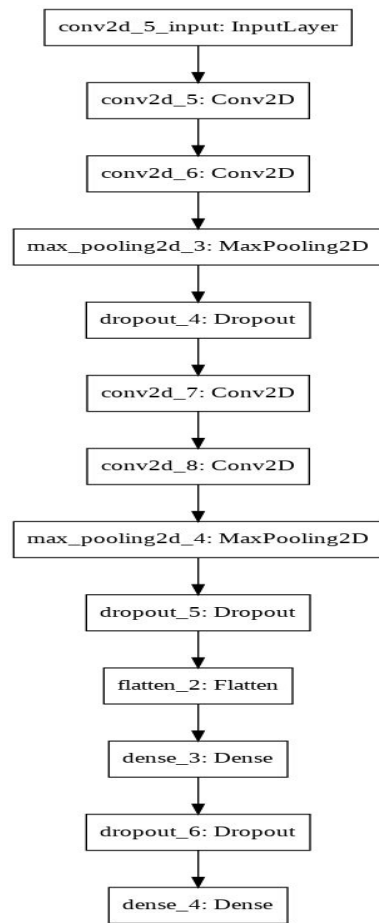 conv2d_5_input: InputLayer
conv2d_5: Conv2D
conv2d_6: Conv2D
max_pooling2d_3: MaxPooling2D
dropout_4: Dropout
conv2d_7: Conv2D
conv2d_8: Conv2D
max_pooling2d_4: MaxPooling2D
dropout_5: Dropout
flatten_2: Flatten
dense_3: Dense
dropout_6: Dropout
dense_4: Dense